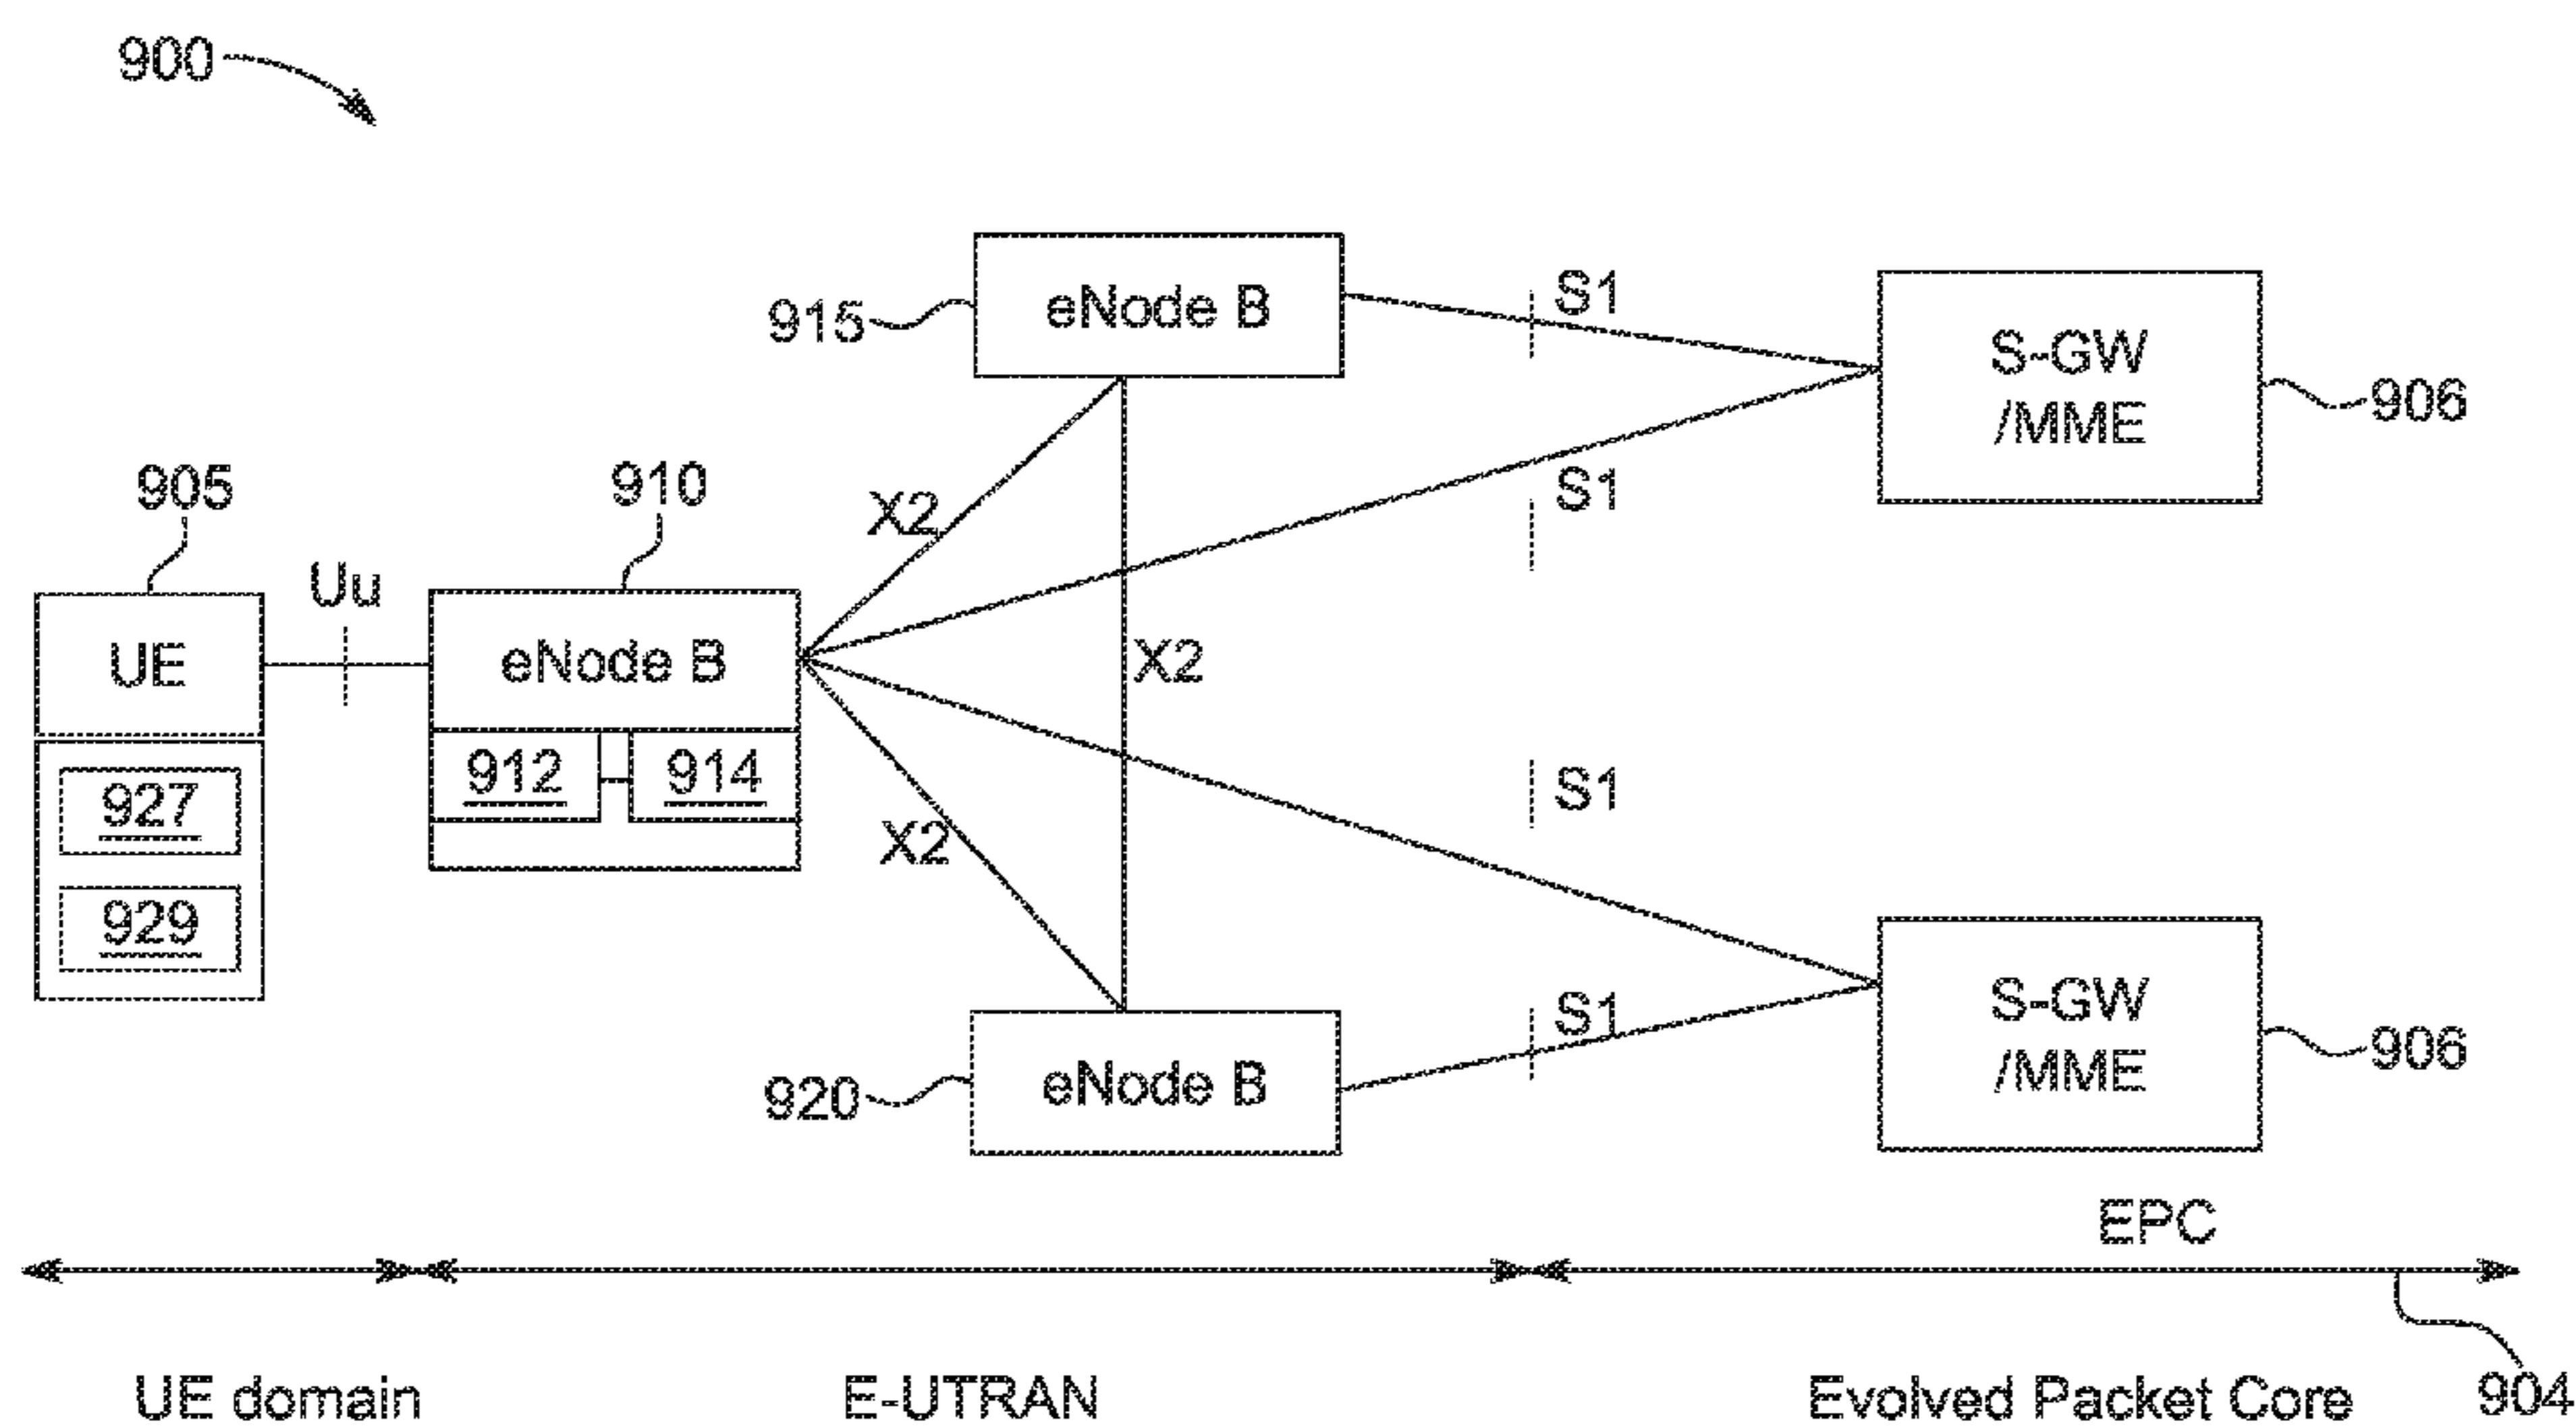 900
915
eNode B
S1
S-GW
/MME
906
S1
905
910
X2
Uu
UE
eNode B
X2
912
914
927
929
X2
S1
920
eNode B
S1
S-GW
/MME
906
EPC
UE domain
E-UTRAN
Evolved Packet Core
904